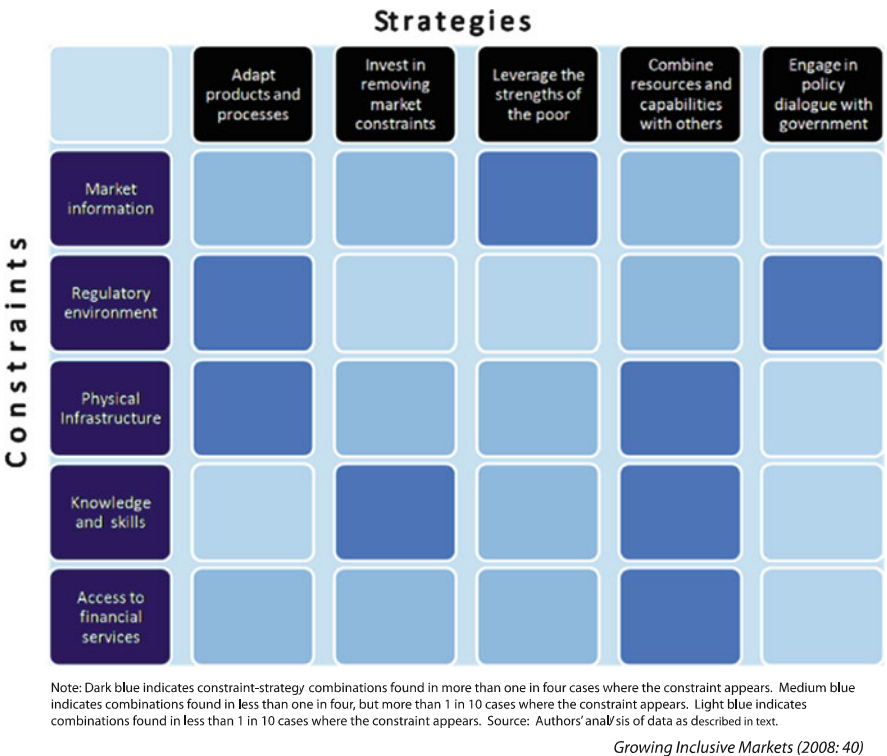 Strategies
Adapt
products and
processes
Invest in
removing
market
constraints
Leverage the
strengths of
the poor
Combine
resources and
capabilities
with others
Engage in
policy
dialogue with
government
Constraints
Market
information
Regulatory
environment
Physical
Infrastructure
Knowledge
and skills
Access to
financial
services
Note: Dark blue indicates constraint-strategy combinations found in more than one in four cases where the constraint appears. Medium blue
indicates combinations found in less than one in four, but more than 1 in 10 cases where the constraint appears. Light blue indicates
combinations found in less than 1 in 10 cases where the constraint appears. Source: Authors' anal/sis of data as described in text.
Growing Inclusive Markets (2008: 40)